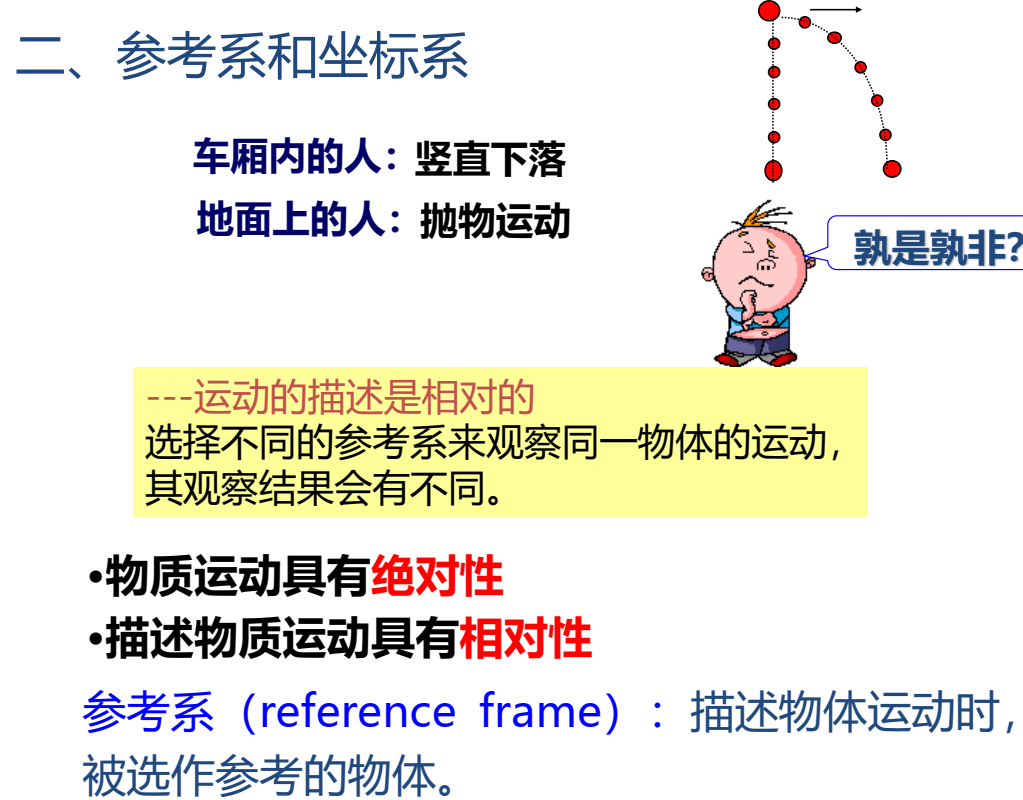 二、参考系和坐标系
车厢内的人：竖直下落
地面上的人：抛物运动
孰是孰非?
---运动的描述是相对的
选择不同的参考系来观察同一物体的运动，
其观察结果会有不同。
•物质运动具有绝对性
•描述物质运动具有相对性
参考系（reference frame）：描述物体运动时，
被选作参考的物体。